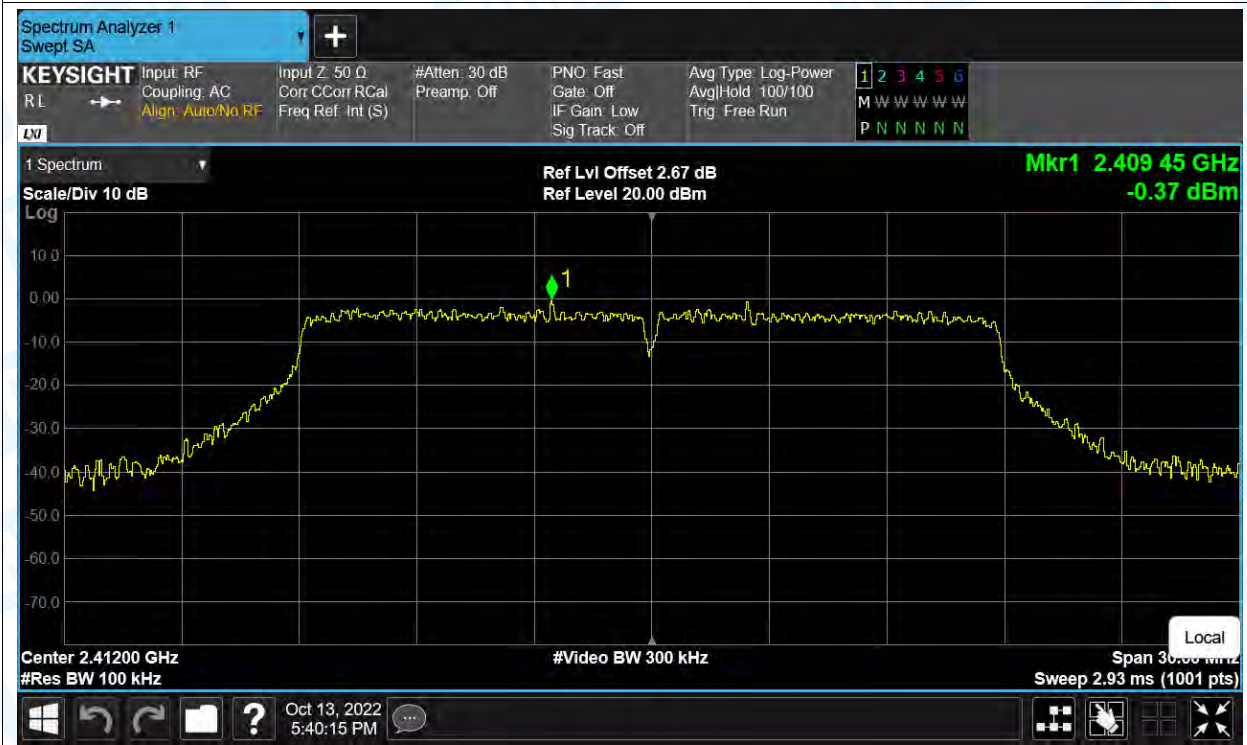 Spectrum Analyzer 1
Swept SA
KEYSIGHT
RL
LXI
Input: RF
Coupling: AC
Align: Auto/No RF
Input Z: 50 Ω
Corr CCorr RCal
Freq Ref: Int (S)
#Atten: 30 dB
Preamp: Off
PNO: Fast
Gate: Off
IF Gain: Low
Sig Track: Off
Avg Type: Log-Power
Avg|Hold: 100/100
Trig: Free Run
1 2 3 4 5 6
M W W W W W
P N N N N N
1 Spectrum
Scale/Div 10 dB
Log
Ref Lvl Offset 2.67 dB
Ref Level 20.00 dBm
Mkr1 2.409 45 GHz
-0.37 dBm
1
10.0
0.00
-10.0
-20.0
-30.0
-40.0
-50.0
-60.0
-70.0
Local
Center 2.41200 GHz
#Video BW 300 kHz
Span 30.00 MHz
#Res BW 100 kHz
Sweep 2.93 ms (1001 pts)
?
Oct 13, 2022
5:40:15 PM